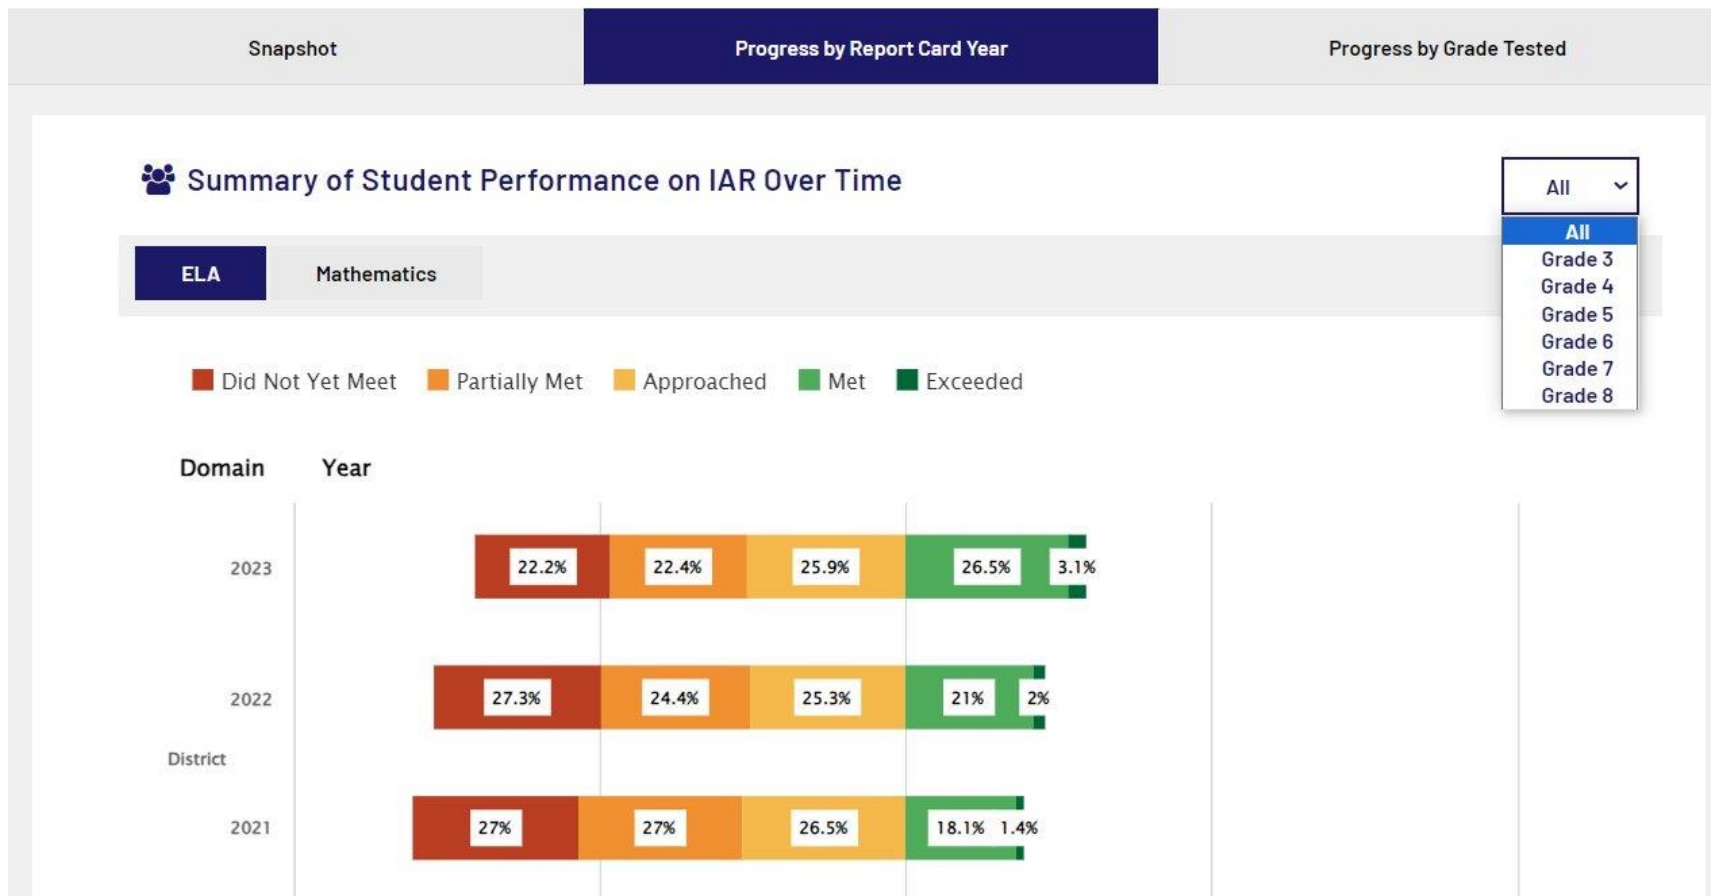 Snapshot Progress by Report Card Year Progress by Grade Tested
Summary of Student Performance on IAR Over Time
All
All
Grade 3
Grade 4
Grade 5
Grade 6
Grade 7
Grade 8
ELA Mathematics
Did Not Yet Meet Partially Met Approached Met Exceeded
Domain Year
2023 22.2% 22.4% 25.9% 26.5% 3.1%
2022 27.3% 24.4% 25.3% 21% 2%
District
2021 27% 27% 26.5% 18.1% 1.4%